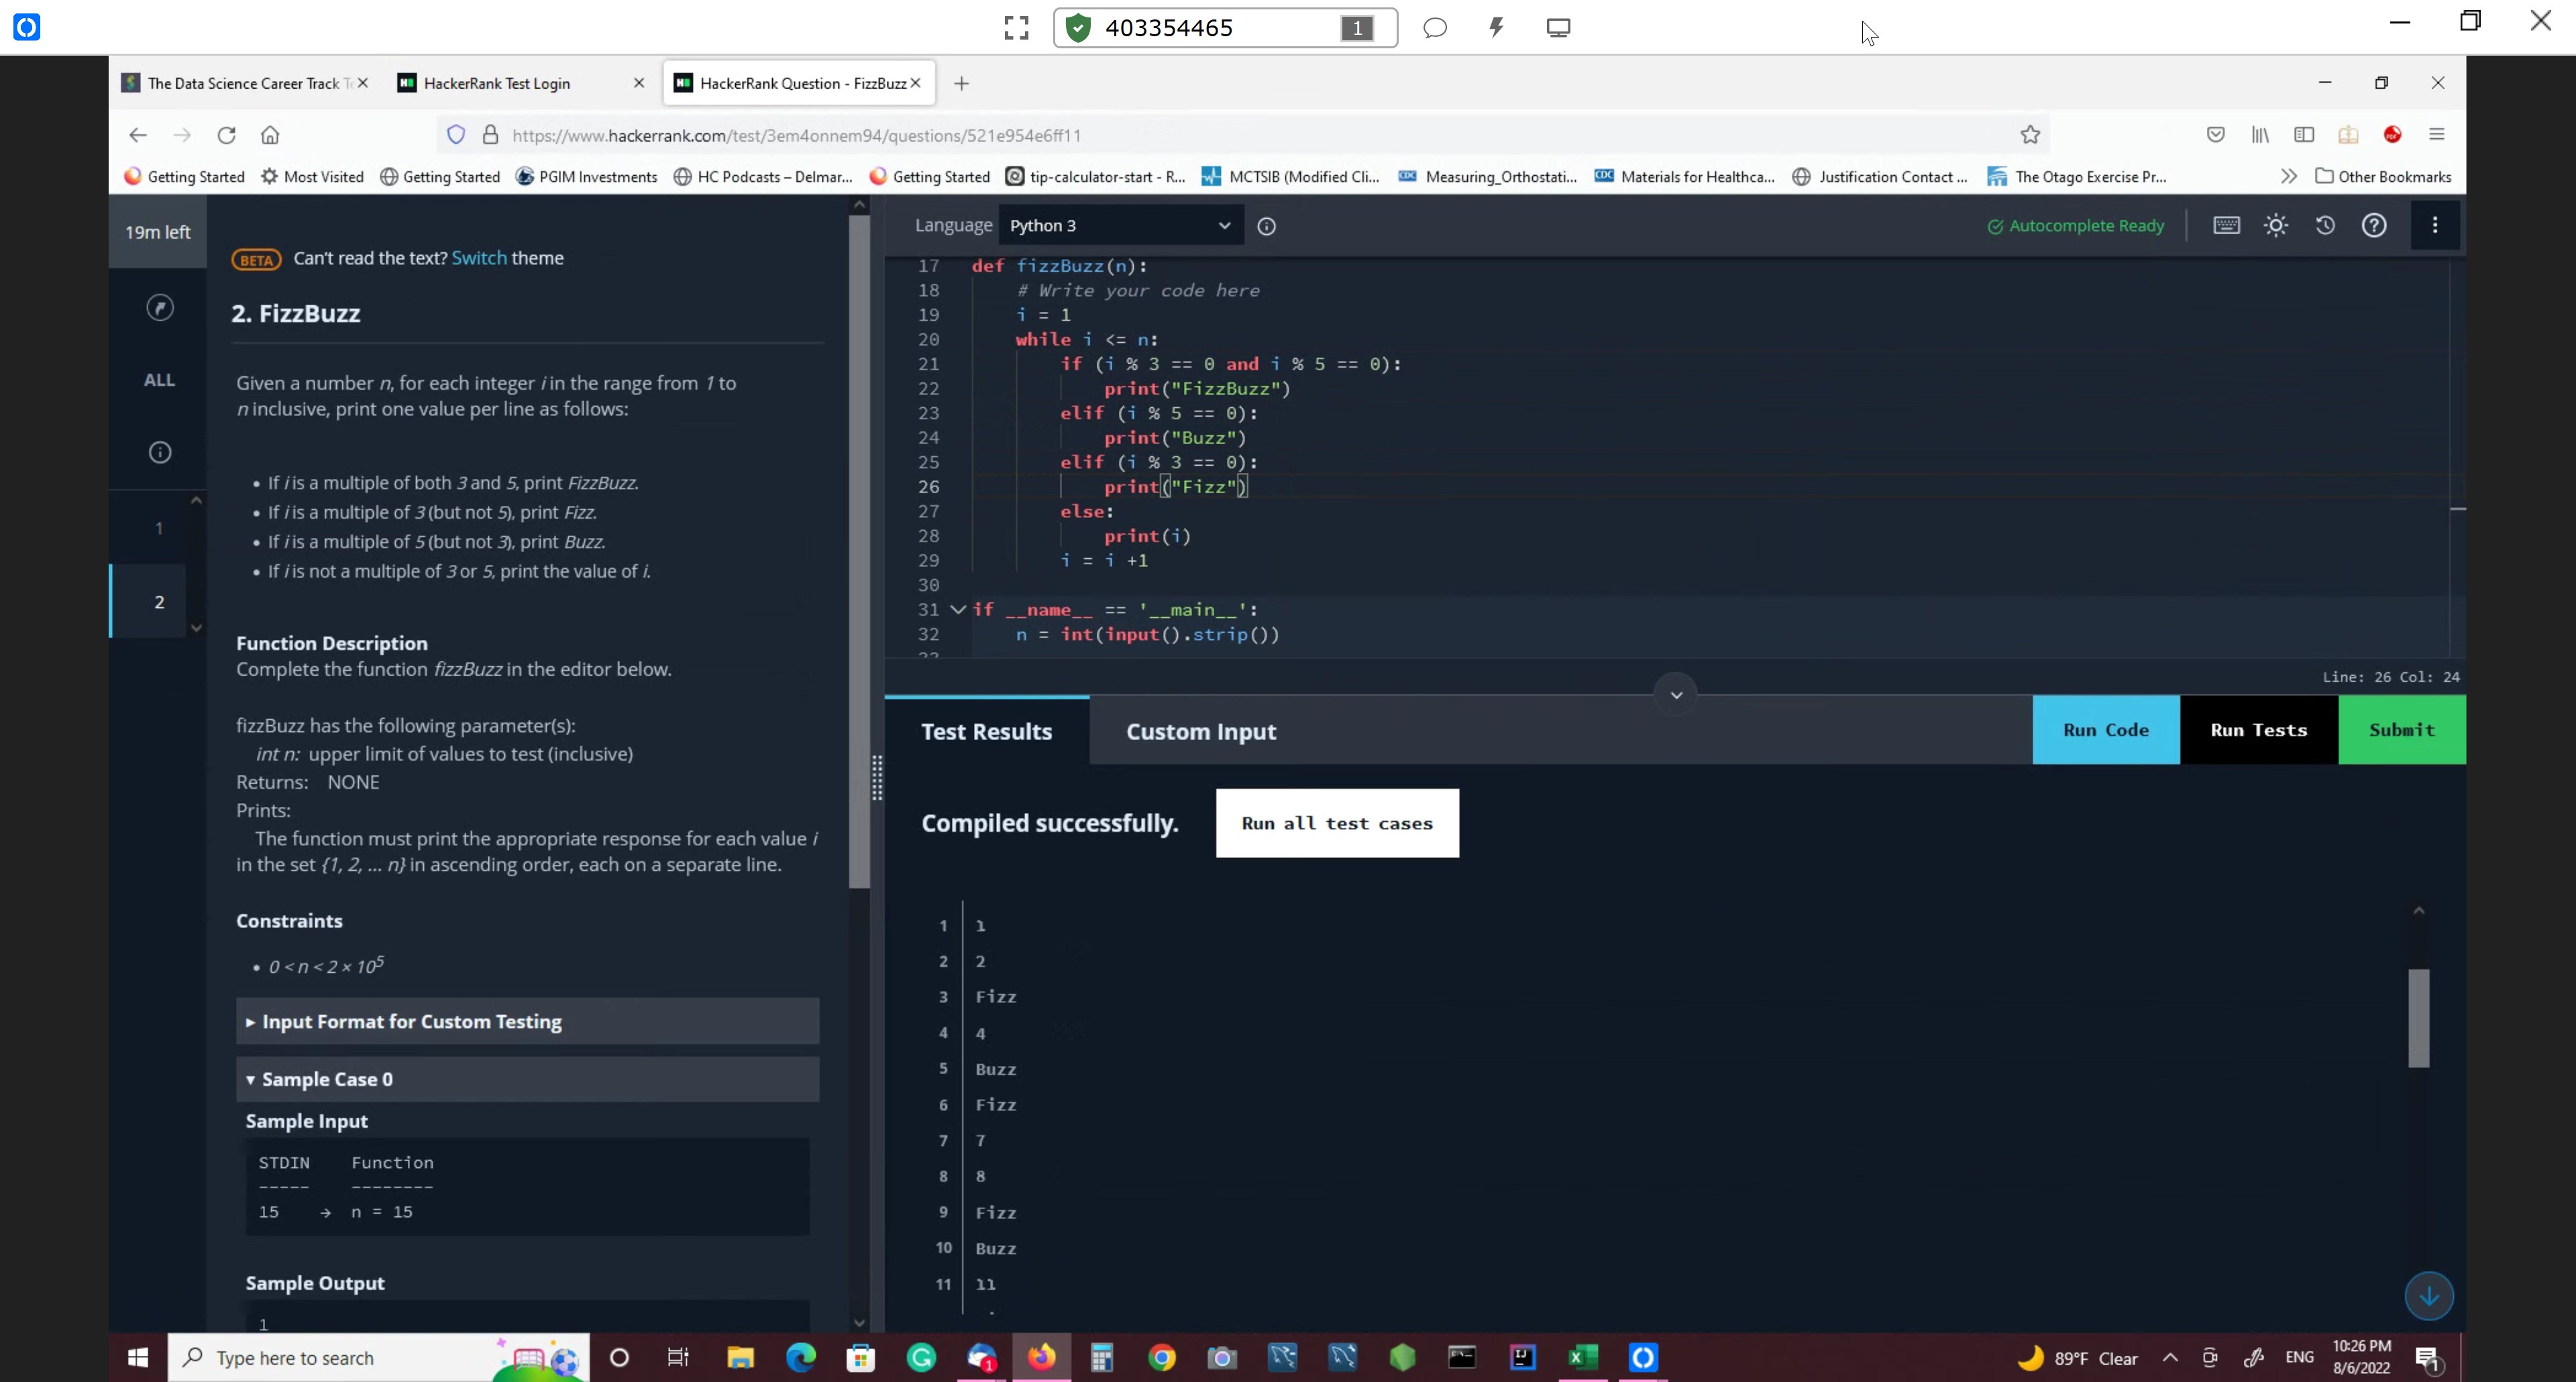 403354465
1
The Data Science Career Track Te
HackerRank Test Login
HackerRank Question - FizzBuzz
https://www.hackerrank.com/test/3em4onnem94/questions/521e954e6ff11
Getting Started
Most Visited
Getting Started
PGIM Investments
HC Podcasts – Delmar...
Getting Started
tip-calculator-start - R...
MCTSIB (Modified Cli...
Measuring_Orthostati...
Materials for Healthca...
Justification Contact ...
The Otago Exercise Pr...
Other Bookmarks
19m left
ALL
1
2
BETA Can't read the text? Switch theme
2. FizzBuzz
Given a number n, for each integer i in the range from 1 to
n inclusive, print one value per line as follows:
• If i is a multiple of both 3 and 5, print FizzBuzz.
• If i is a multiple of 3 (but not 5), print Fizz.
• If i is a multiple of 5 (but not 3), print Buzz.
• If i is not a multiple of 3 or 5, print the value of i.
Function Description
Complete the function fizzBuzz in the editor below.
fizzBuzz has the following parameter(s):
int n: upper limit of values to test (inclusive)
Returns: NONE
Prints:
The function must print the appropriate response for each value i
in the set {1, 2, ... n} in ascending order, each on a separate line.
Constraints
• 0 < n < 2 × 10^5
▸ Input Format for Custom Testing
▾ Sample Case 0
Sample Input
STDIN Function
----- --------
15 → n = 15
Sample Output
1
Language Python 3
Autocomplete Ready
17 def fizzBuzz(n):
18 # Write your code here
19 i = 1
20 while i <= n:
21 if (i % 3 == 0 and i % 5 == 0):
22 print("FizzBuzz")
23 elif (i % 5 == 0):
24 print("Buzz")
25 elif (i % 3 == 0):
26 print("Fizz")
27 else:
28 print(i)
29 i = i +1
30
31 if __name__ == '__main__':
32 n = int(input().strip())
Line: 26 Col: 24
Test Results
Custom Input
Run Code
Run Tests
Submit
Compiled successfully.
Run all test cases
1 1
2 2
3 Fizz
4 4
5 Buzz
6 Fizz
7 7
8 8
9 Fizz
10 Buzz
11 11
Type here to search
1
89°F Clear
ENG
10:26 PM
8/6/2022
1